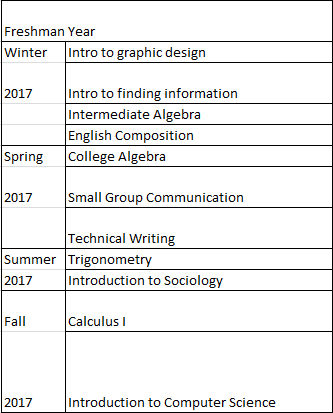 Freshman Year
Winter Intro to graphic design
2017 Intro to finding information
Intermediate Algebra
English Composition
Spring College Algebra
2017 Small Group Communication
Technical Writing
Summer Trigonometry
2017 Introduction to Sociology
Fall Calculus I
2017 Introduction to Computer Science